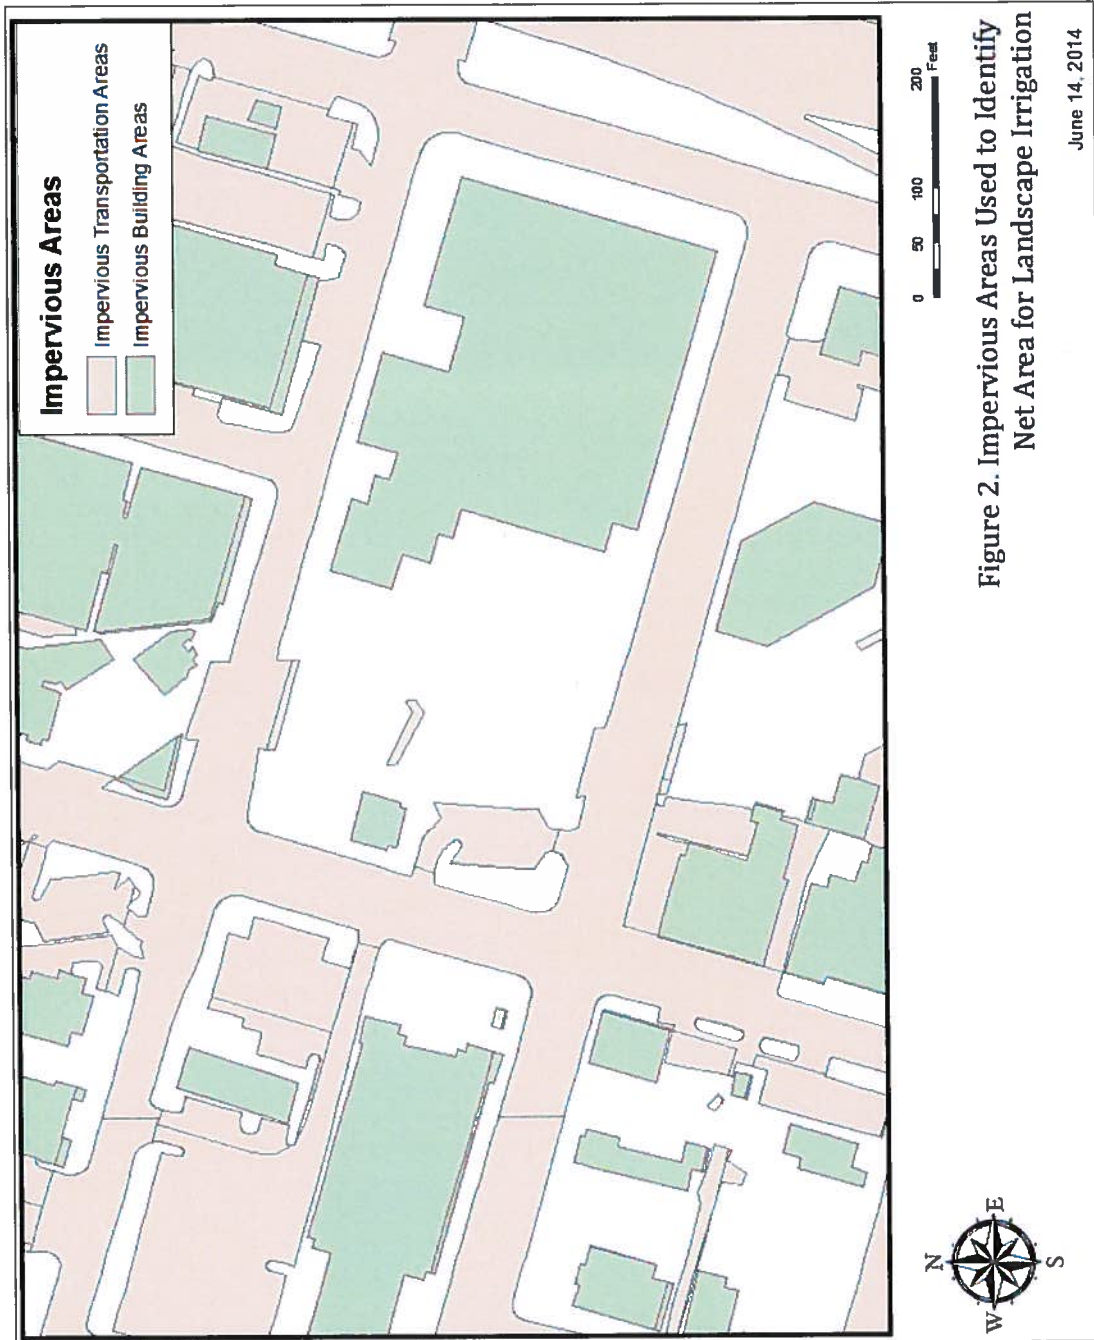 Impervious Areas
Impervious Transportation Areas
Impervious Building Areas
0 50 100 200
Feet
Figure 2. Impervious Areas Used to Identify
Net Area for Landscape Irrigation
June 14, 2014
N
W E
S